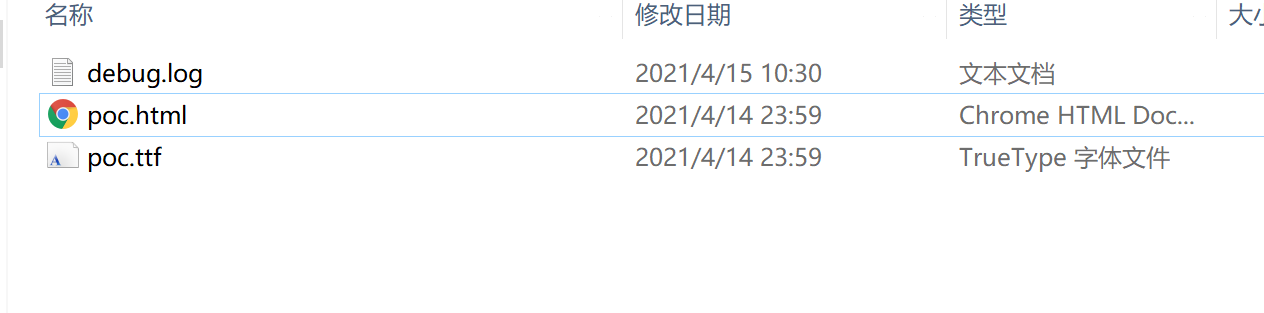 名称 修改日期 类型 大小
debug.log 2021/4/15 10:30 文本文档
poc.html 2021/4/14 23:59 Chrome HTML Doc...
poc.ttf 2021/4/14 23:59 TrueType 字体文件